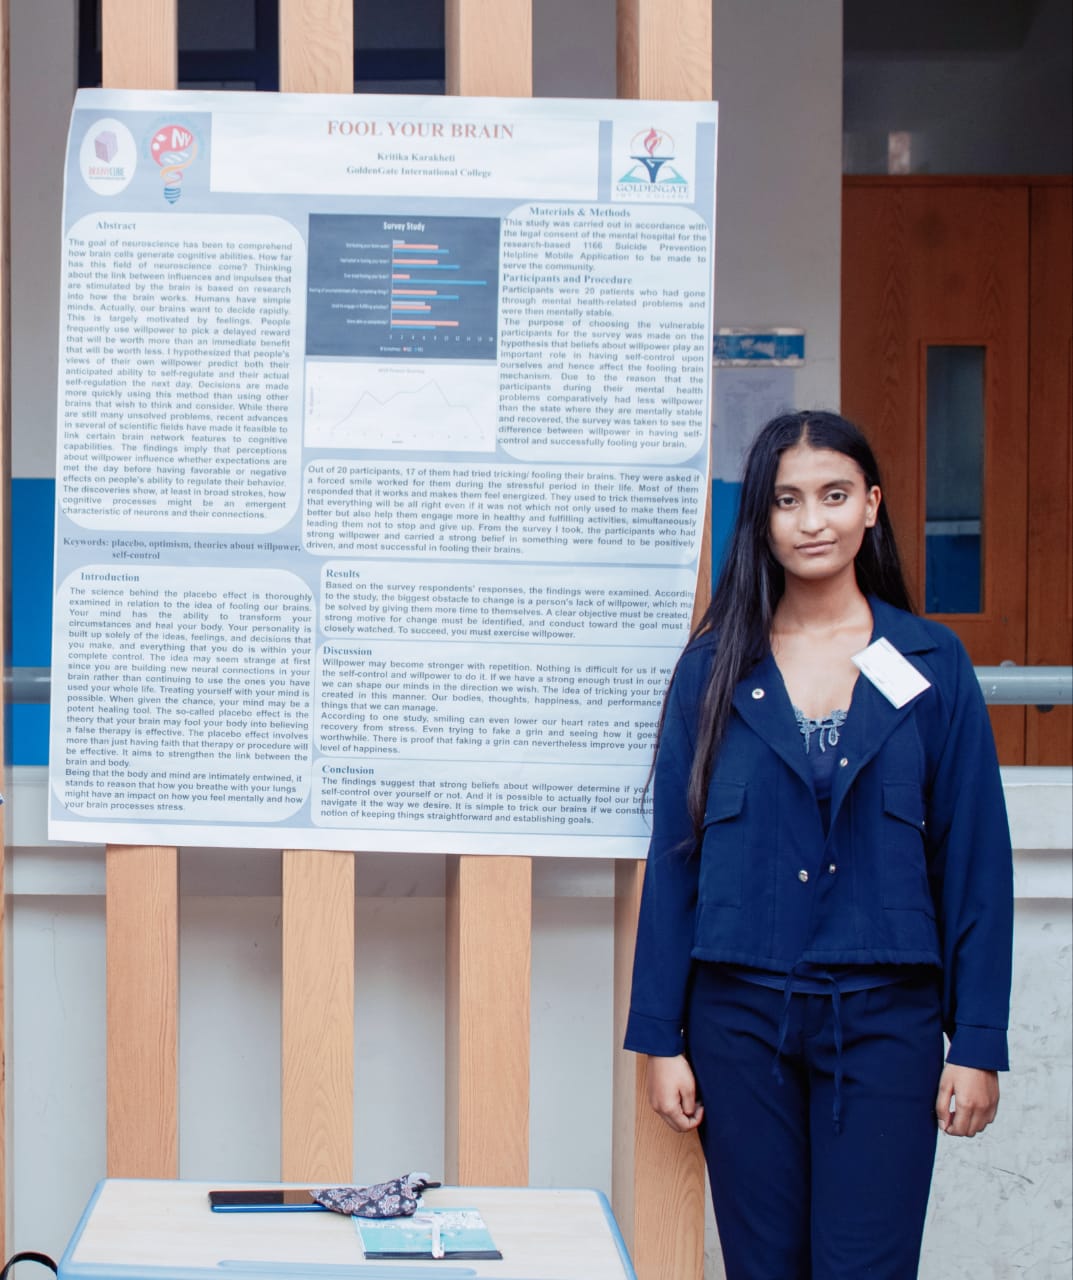 FOOL YOUR BRAIN
Kritika Karakheti
GoldenGate International College
BRAINYCUBE
NY
GOLDENGATE
INT'L COLLEGE
Abstract
The goal of neuroscience has been to comprehend
how brain cells generate cognitive abilities. How far
has this field of neuroscience come? Thinking
about the link between influences and impulses that
are stimulated by the brain is based on research
into how the brain works. Humans have simple
minds. Actually, our brains want to decide rapidly.
This is largely motivated by feelings. People
frequently use willpower to pick a delayed reward
that will be worth more than an immediate benefit
that will be worth less. I hypothesized that people's
views of their own willpower predict both their
anticipated ability to self-regulate and their actual
self-regulation the next day. Decisions are made
more quickly using this method than using other
brains that wish to think and consider. While there
are still many unsolved problems, recent advances
in several of scientific fields have made it feasible to
link certain brain network features to cognitive
capabilities. The findings imply that perceptions
about willpower influence whether expectations are
met the day before having favorable or negative
effects on people's ability to regulate their behavior.
The discoveries show, at least in broad strokes, how
cognitive processes might be an emergent
characteristic of neurons and their connections.
Keywords: placebo, optimism, theories about willpower,
self-control
Introduction
The science behind the placebo effect is thoroughly
examined in relation to the idea of fooling our brains.
Your mind has the ability to transform your
circumstances and heal your body. Your personality is
built up solely of the ideas, feelings, and decisions that
you make, and everything that you do is within your
complete control. The idea may seem strange at first
since you are building new neural connections in your
brain rather than continuing to use the ones you have
used your whole life. Treating yourself with your mind is
possible. When given the chance, your mind may be a
potent healing tool. The so-called placebo effect is the
theory that your brain may fool your body into believing
a false therapy is effective. The placebo effect involves
more than just having faith that therapy or procedure will
be effective. It aims to strengthen the link between the
brain and body.
Being that the body and mind are intimately entwined, it
stands to reason that how you breathe with your lungs
might have an impact on how you feel mentally and how
your brain processes stress.
Survey Study
Materials & Methods
This study was carried out in accordance with
the legal consent of the mental hospital for the
research-based 1166 Suicide Prevention
Helpline Mobile Application to be made to
serve the community.
Participants and Procedure
Participants were 20 patients who had gone
through mental health-related problems and
were then mentally stable.
The purpose of choosing the vulnerable
participants for the survey was made on the
hypothesis that beliefs about willpower play an
important role in having self-control upon
ourselves and hence affect the fooling brain
mechanism. Due to the reason that the
participants during their mental health
problems comparatively had less willpower
than the state where they are mentally stable
and recovered, the survey was taken to see the
difference between willpower in having self-
control and successfully fooling your brain.
Out of 20 participants, 17 of them had tried tricking/ fooling their brains. They were asked if
a forced smile worked for them during the stressful period in their life. Most of them
responded that it works and makes them feel energized. They used to trick themselves into
that everything will be all right even if it was not which not only used to make them feel
better but also help them engage more in healthy and fulfilling activities, simultaneously
leading them not to stop and give up. From the survey I took, the participants who had
strong willpower and carried a strong belief in something were found to be positively
driven, and most successful in fooling their brains.
Results
Based on the survey respondents' responses, the findings were examined.
to the study, the biggest obstacle to change is a person's lack of willpower, which
be solved by giving them more time to themselves. A clear objective must be created,
strong motive for change must be identified, and conduct toward the goal must
closely watched. To succeed, you must exercise willpower.
Discussion
Willpower may become stronger with repetition. Nothing is difficult for us if we
the self-control and willpower to do it. If we have a strong enough trust in our
we can shape our minds in the direction we wish. The idea of tricking your
created in this manner. Our bodies, thoughts, happiness, and performance
things that we can manage.
According to one study, smiling can even lower our heart rates and speed
recovery from stress. Even trying to fake a grin and seeing how it goes
worthwhile. There is proof that faking a grin can nevertheless improve your
level of happiness.
Conclusion
The findings suggest that strong beliefs about willpower determine if you
self-control over yourself or not. And it is possible to actually fool our
navigate it the way we desire. It is simple to trick our brains if we
notion of keeping things straightforward and establishing goals.